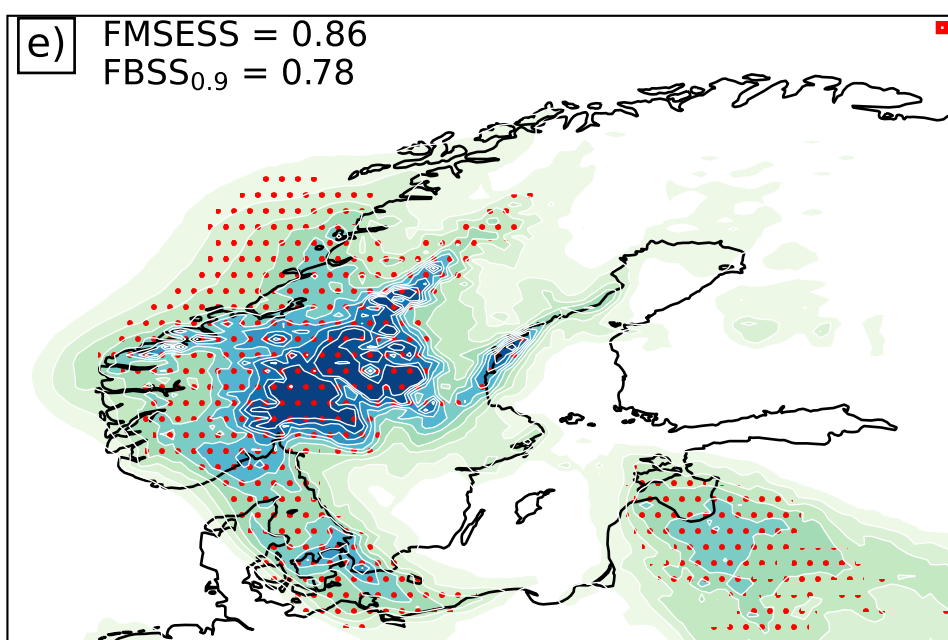 e)
FMSESS = 0.86
FBSS0.9 = 0.78